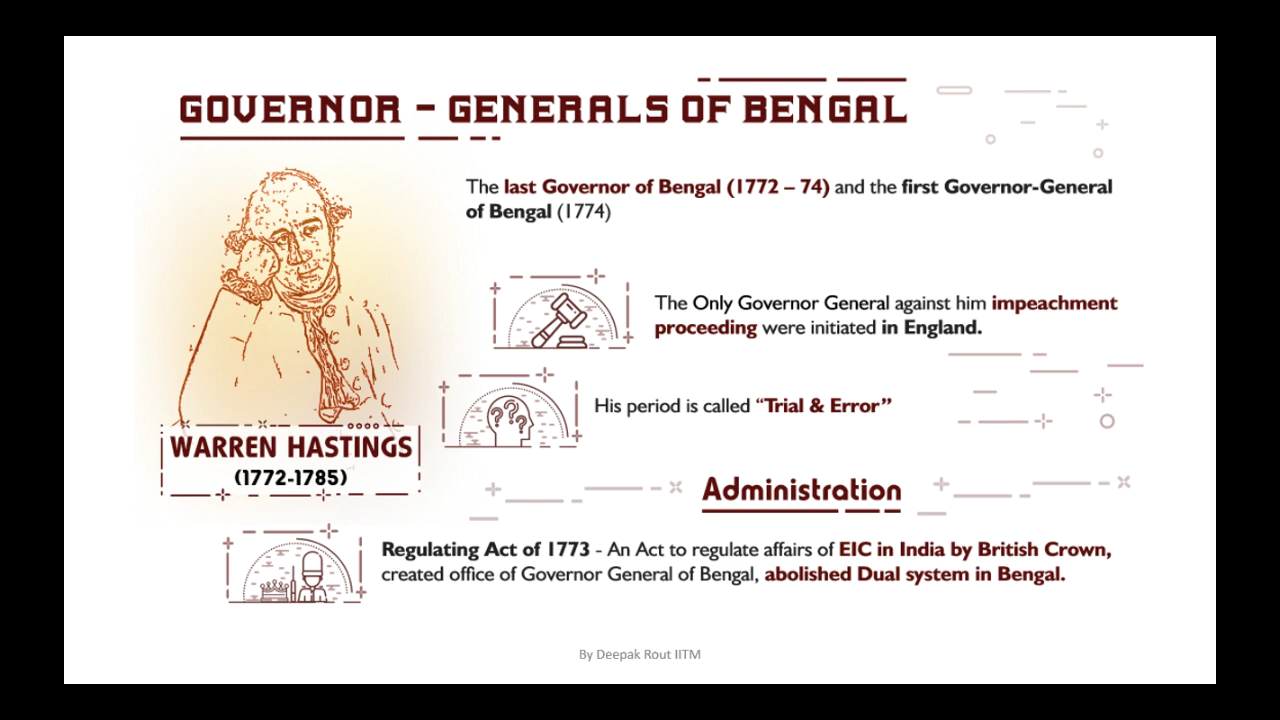 GOVERNOR - GENERALS OF BENGAL
The last Governor of Bengal (1772 – 74) and the first Governor-General
of Bengal (1774)
The Only Governor General against him impeachment
proceeding were initiated in England.
His period is called “Trial & Error”
WARREN HASTINGS
(1772-1785)
Administration
Regulating Act of 1773 - An Act to regulate affairs of EIC in India by British Crown,
created office of Governor General of Bengal, abolished Dual system in Bengal.
By Deepak Rout IITM